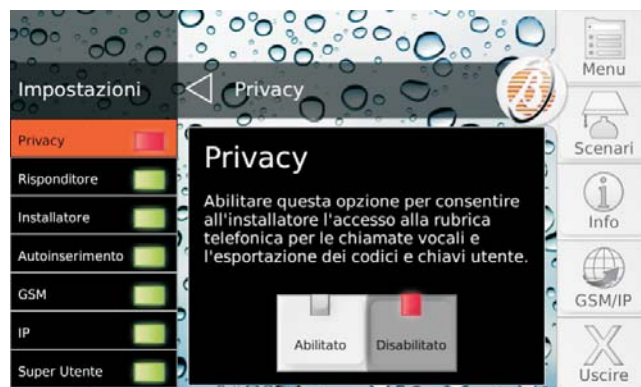 Impostazioni
Privacy
Privacy
Risponditore
Installatore
Autoinserimento
GSM
IP
Super Utente
Privacy
Abilitare questa opzione per consentire
all'installatore l'accesso alla rubrica
telefonica per le chiamate vocali e
l'esportazione dei codici e chiavi utente.
Abilitato
Disabilitato
Menu
Scenari
Info
GSM/IP
Uscire